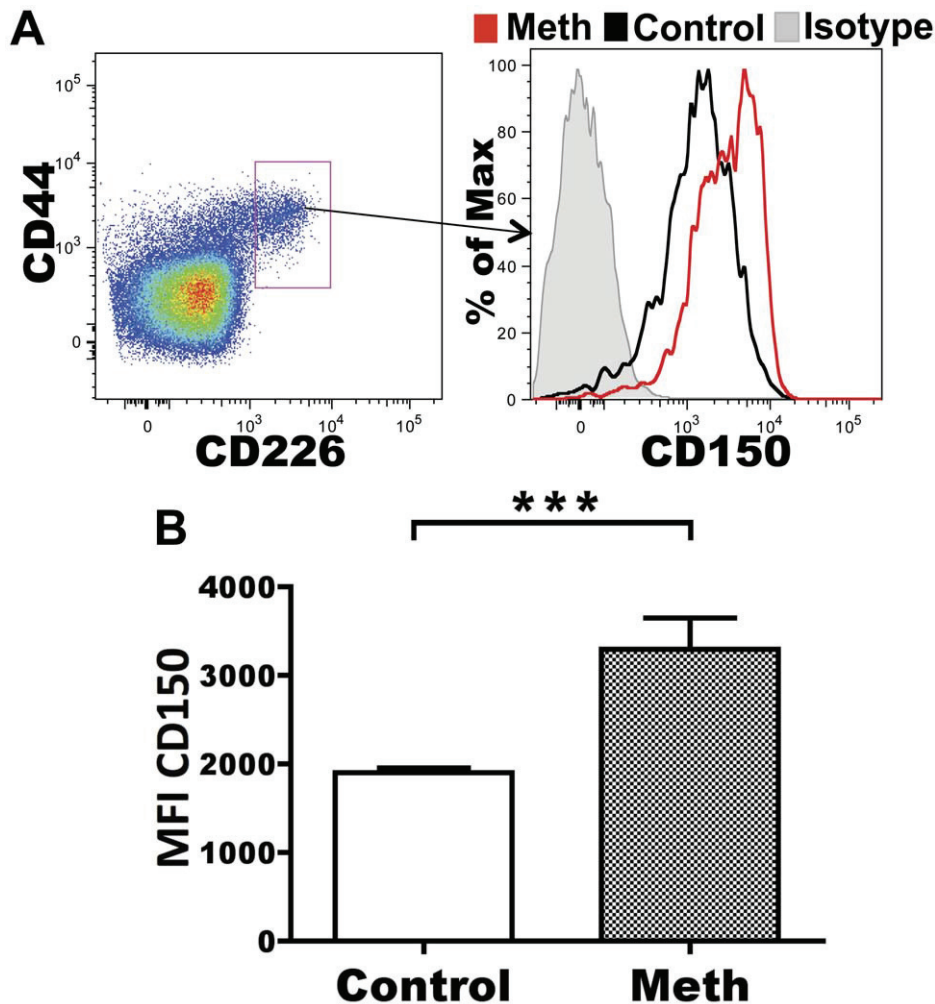 A
Meth Control Isotype
CD44
10^5
10^4
10^3
0
0 10^3 10^4 10^5
CD226
% of Max
100
80
60
40
20
0
0 10^3 10^4 10^5
CD150
B
***
MFI CD150
4000
3000
2000
1000
0
Control Meth